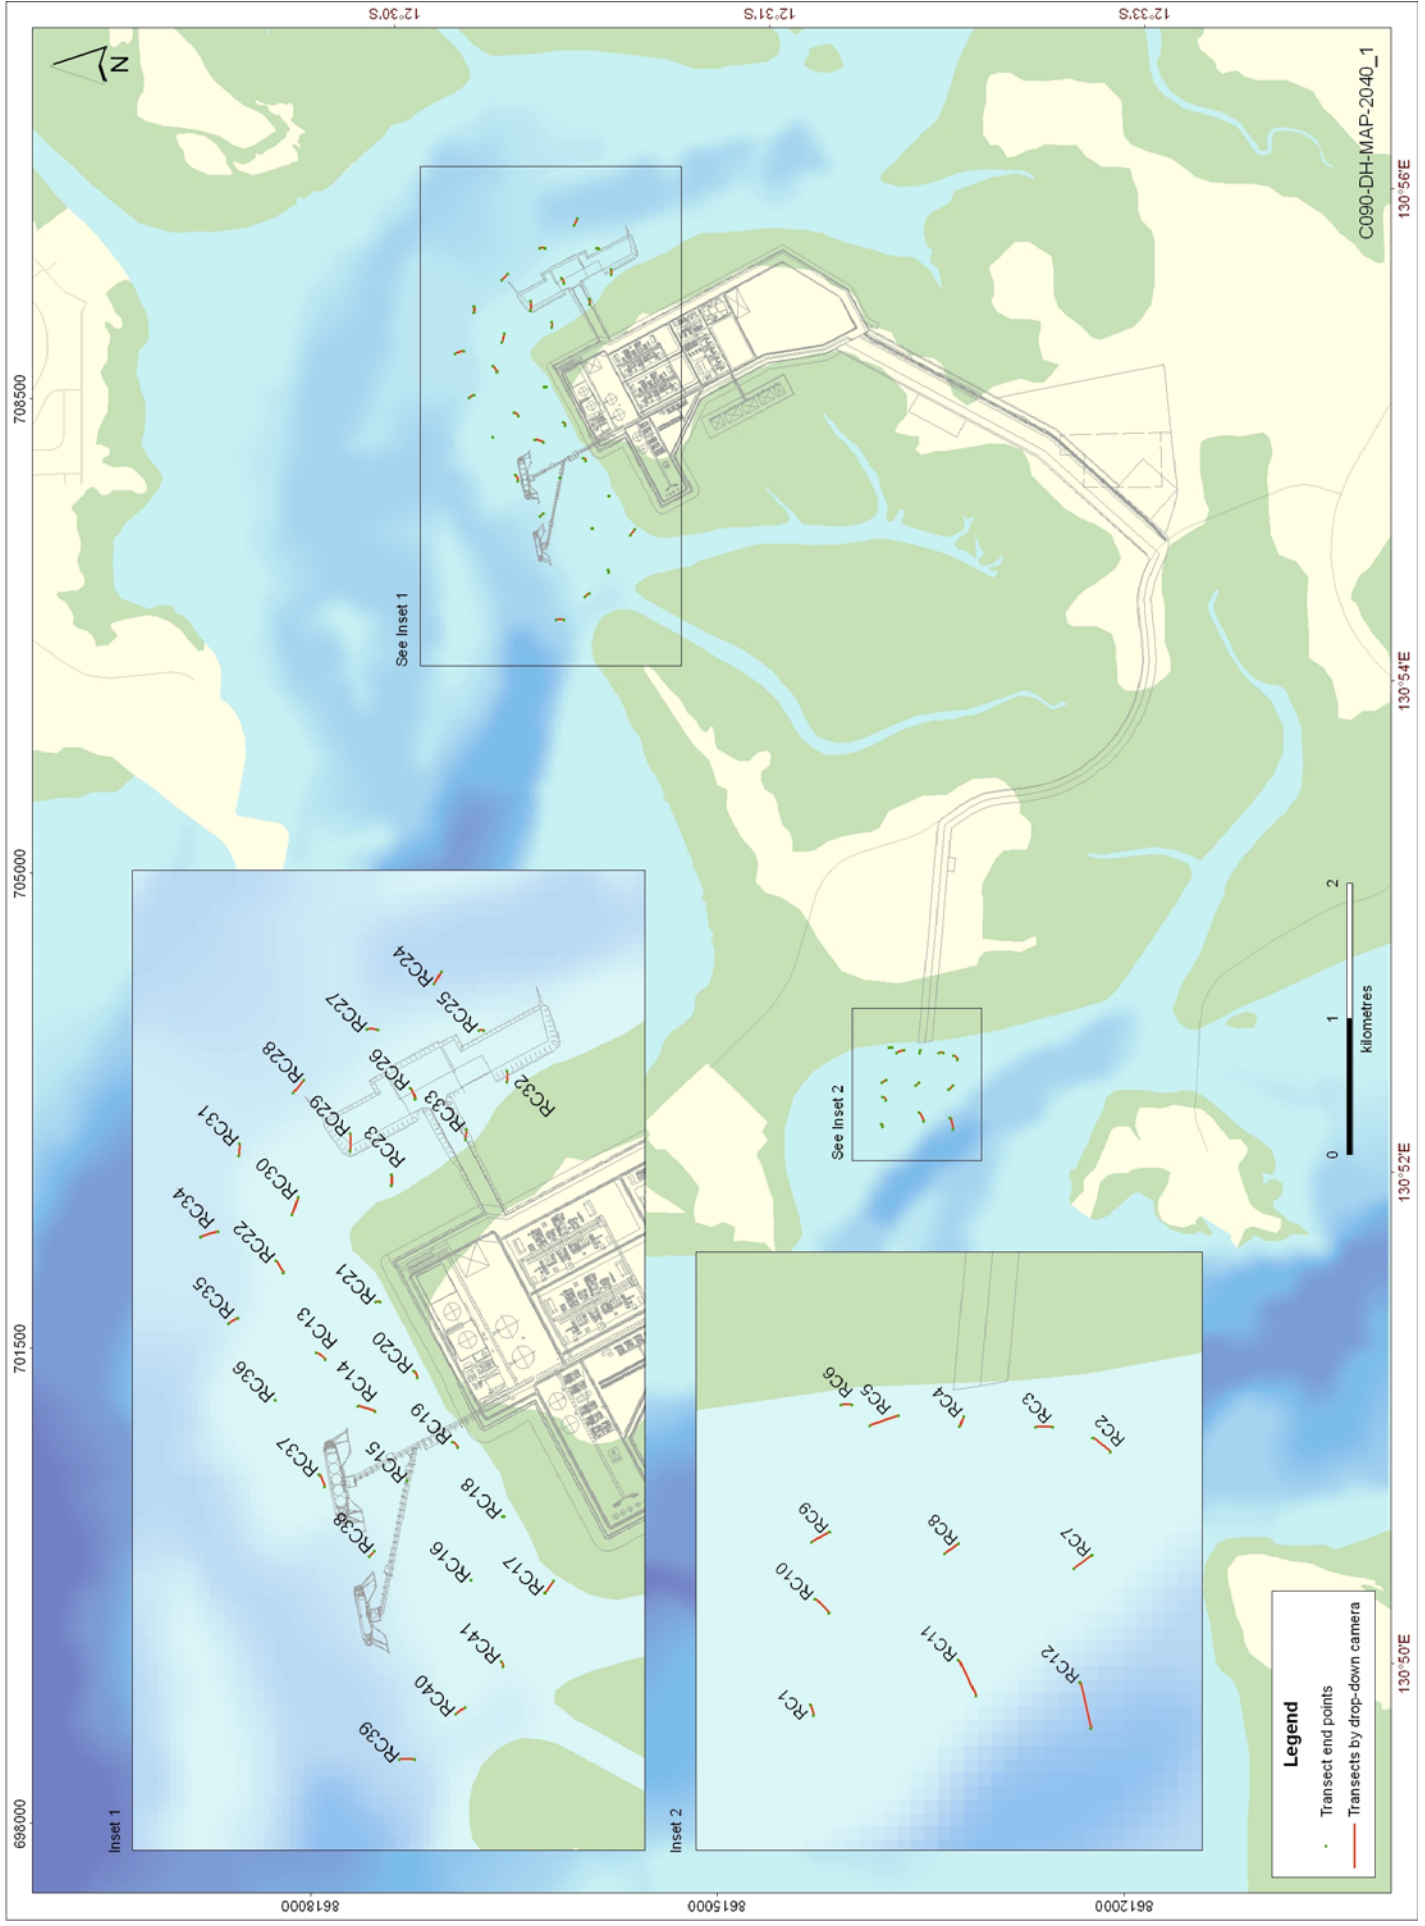 698000
701500
705000
708500
8618000
8615000
8612000
12°30'S
12°31'S
12°33'S
130°50'E
130°52'E
130°54'E
130°56'E
N
Inset 1
RC39
RC40
RC41
RC38
RC37
RC36
RC35
RC34
RC31
RC30
RC28
RC27
RC24
RC25
RC26
RC29
RC23
RC33
RC32
RC22
RC13
RC14
RC21
RC20
RC19
RC15
RC18
RC16
RC17
See Inset 1
Inset 2
RC1
RC10
RC9
RC6
RC5
RC4
RC3
RC2
RC8
RC7
RC11
RC12
See Inset 2
Legend
Transect end points
Transects by drop-down camera
0
1
2
kilometres
C090-DH-MAP-2040_1